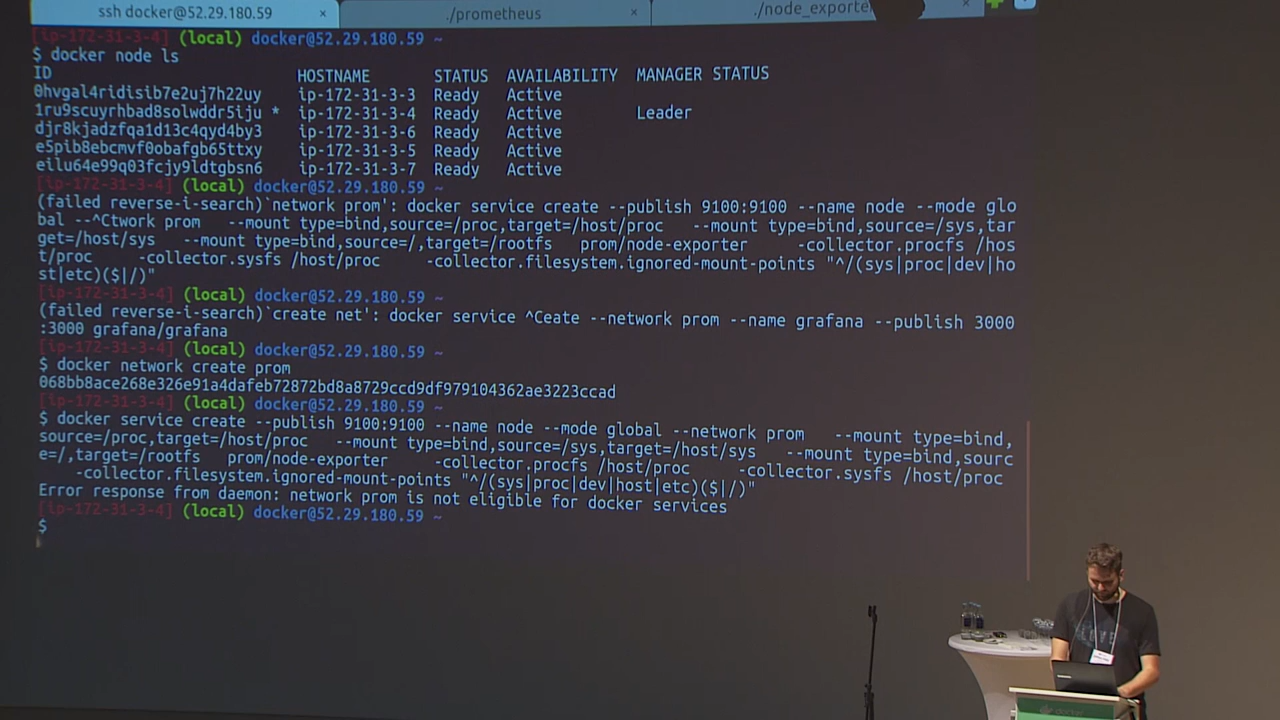 ssh docker@52.29.180.59 × ./prometheus × ./node_exporte ×
[ip-172-31-3-4] (local) docker@52.29.180.59 ~
$ docker node ls
ID HOSTNAME STATUS AVAILABILITY MANAGER STATUS
0hvgal4ridisib7e2uj7h22uy ip-172-31-3-3 Ready Active
1ru9scuyrhbad8solwddr5iju * ip-172-31-3-4 Ready Active Leader
djr8kjadzfqa1d13c4qyd4by3 ip-172-31-3-6 Ready Active
e5pib8ebcmvf0obafgb65ttxy ip-172-31-3-5 Ready Active
eilu64e99q03fcjy9ldtgbsn6 ip-172-31-3-7 Ready Active
[ip-172-31-3-4] (local) docker@52.29.180.59 ~
(failed reverse-i-search)`network prom': docker service create --publish 9100:9100 --name node --mode glo
bal --^Ctwork prom --mount type=bind,source=/proc,target=/host/proc --mount type=bind,source=/sys,tar
get=/host/sys --mount type=bind,source=/,target=/rootfs prom/node-exporter -collector.procfs /hos
t/proc -collector.sysfs /host/proc -collector.filesystem.ignored-mount-points "^/(sys|proc|dev|ho
st|etc)($|/)"
[ip-172-31-3-4] (local) docker@52.29.180.59 ~
(failed reverse-i-search)`create net': docker service ^Ceate --network prom --name grafana --publish 3000
:3000 grafana/grafana
[ip-172-31-3-4] (local) docker@52.29.180.59 ~
$ docker network create prom
068bb8ace268e326e91a4dafeb72872bd8a8729ccd9df979104362ae3223ccad
[ip-172-31-3-4] (local) docker@52.29.180.59 ~
$ docker service create --publish 9100:9100 --name node --mode global --network prom --mount type=bind,
source=/proc,target=/host/proc --mount type=bind,source=/sys,target=/host/sys --mount type=bind,sourc
e=/,target=/rootfs prom/node-exporter -collector.procfs /host/proc -collector.sysfs /host/proc
-collector.filesystem.ignored-mount-points "^/(sys|proc|dev|host|etc)($|/)"
Error response from daemon: network prom is not eligible for docker services
[ip-172-31-3-4] (local) docker@52.29.180.59 ~
$
docker